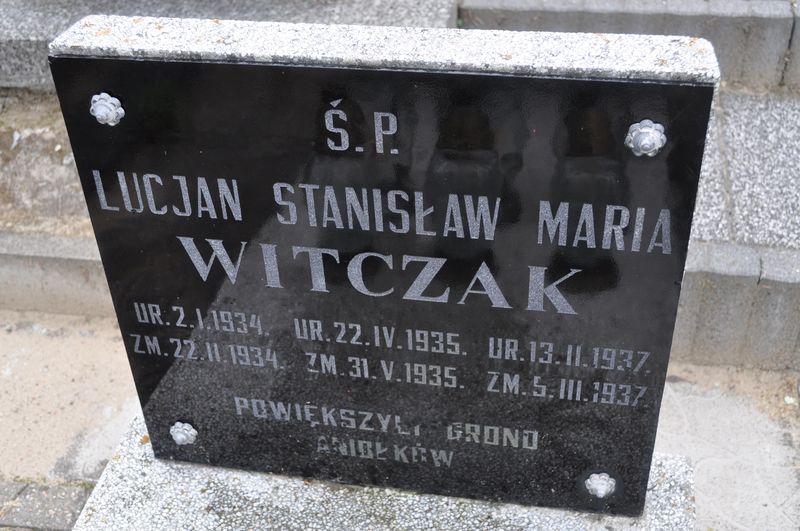 Ś.P.
LUCJAN STANISŁAW MARIA
WITCZAK
UR.2.I.1934. UR.22.IV.1935. UR.13.II.1937.
ZM.22.II.1934. ZM.31.V.1935. ZM.5.III.1937.
POWIĘKSZYLI GRONO
ANIOŁKÓW